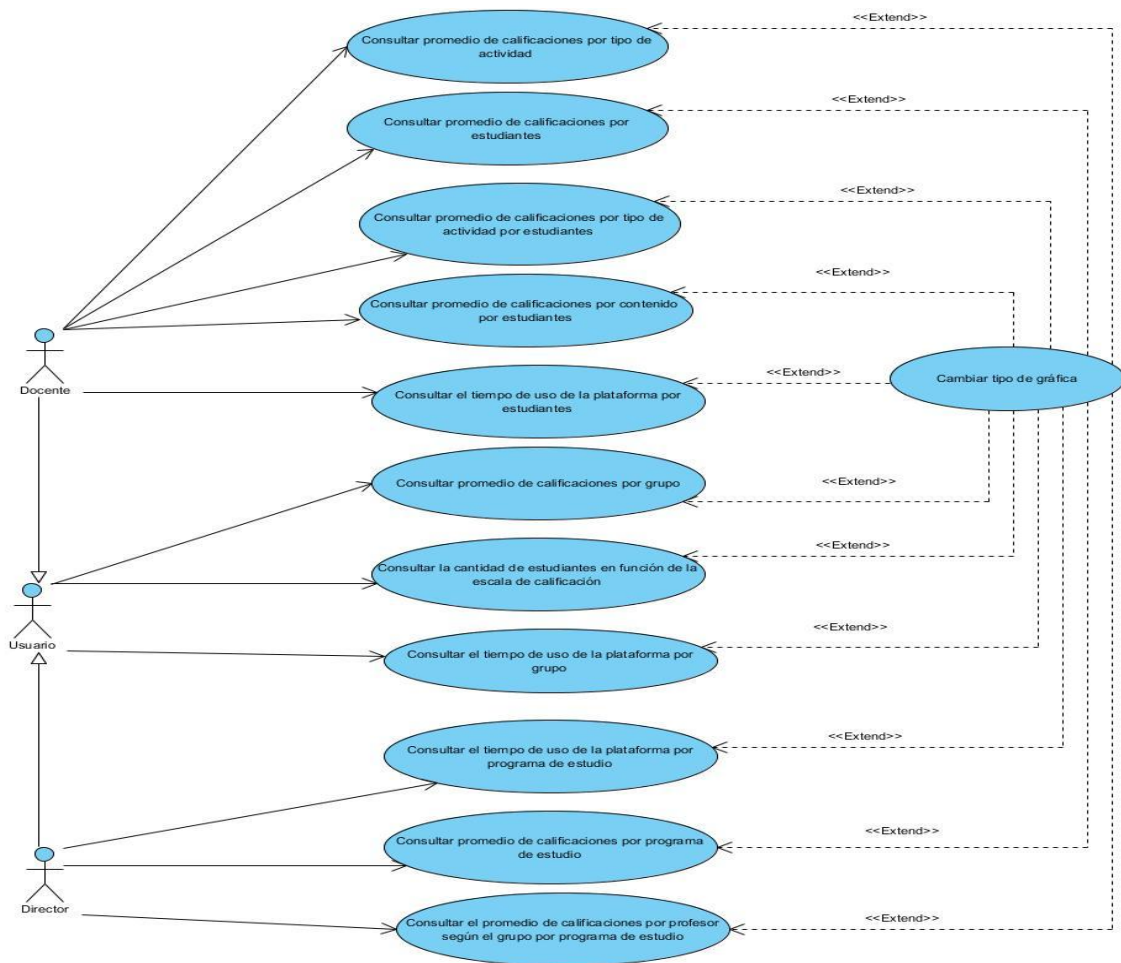 <<Extend>>
Consultar promedio de calificaciones por tipo de
actividad
<<Extend>>
Consultar promedio de calificaciones por
estudiantes
<<Extend>>
Consultar promedio de calificaciones por tipo de
actividad por estudiantes
<<Extend>>
Consultar promedio de calificaciones por contenido
por estudiantes
Docente
<<Extend>>
Cambiar tipo de gráfica
Consultar el tiempo de uso de la plataforma por
estudiantes
Consultar promedio de calificaciones por grupo
<<Extend>>
<<Extend>>
Consultar la cantidad de estudiantes en función de la
escala de calificación
Usuario
<<Extend>>
Consultar el tiempo de uso de la plataforma por
grupo
<<Extend>>
Consultar el tiempo de uso de la plataforma por
programa de estudio
<<Extend>>
Consultar promedio de calificaciones por programa
de estudio
Director
<<Extend>>
Consultar el promedio de calificaciones por profesor
según el grupo por programa de estudio